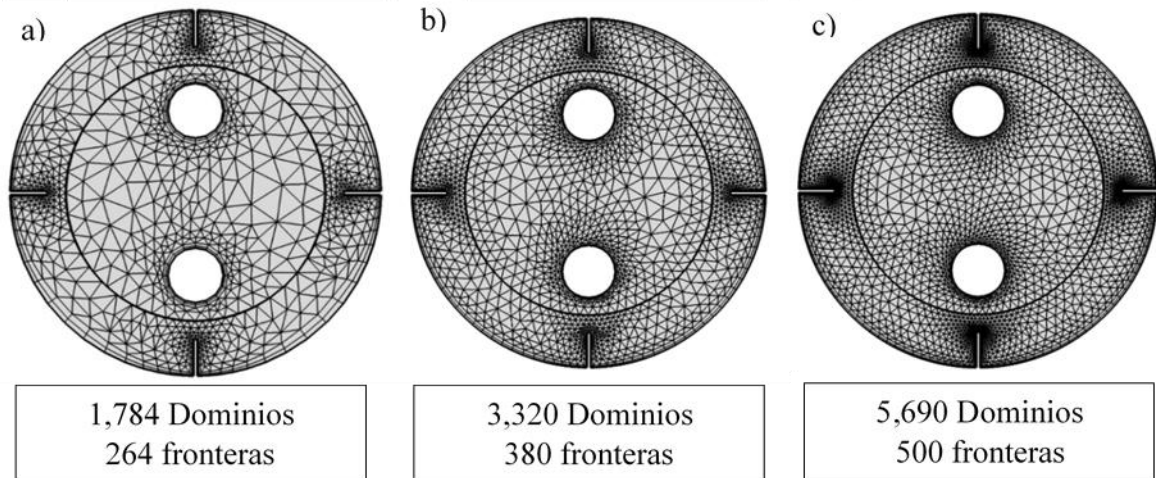 a)
b)
c)
1,784 Dominios
264 fronteras
3,320 Dominios
380 fronteras
5,690 Dominios
500 fronteras